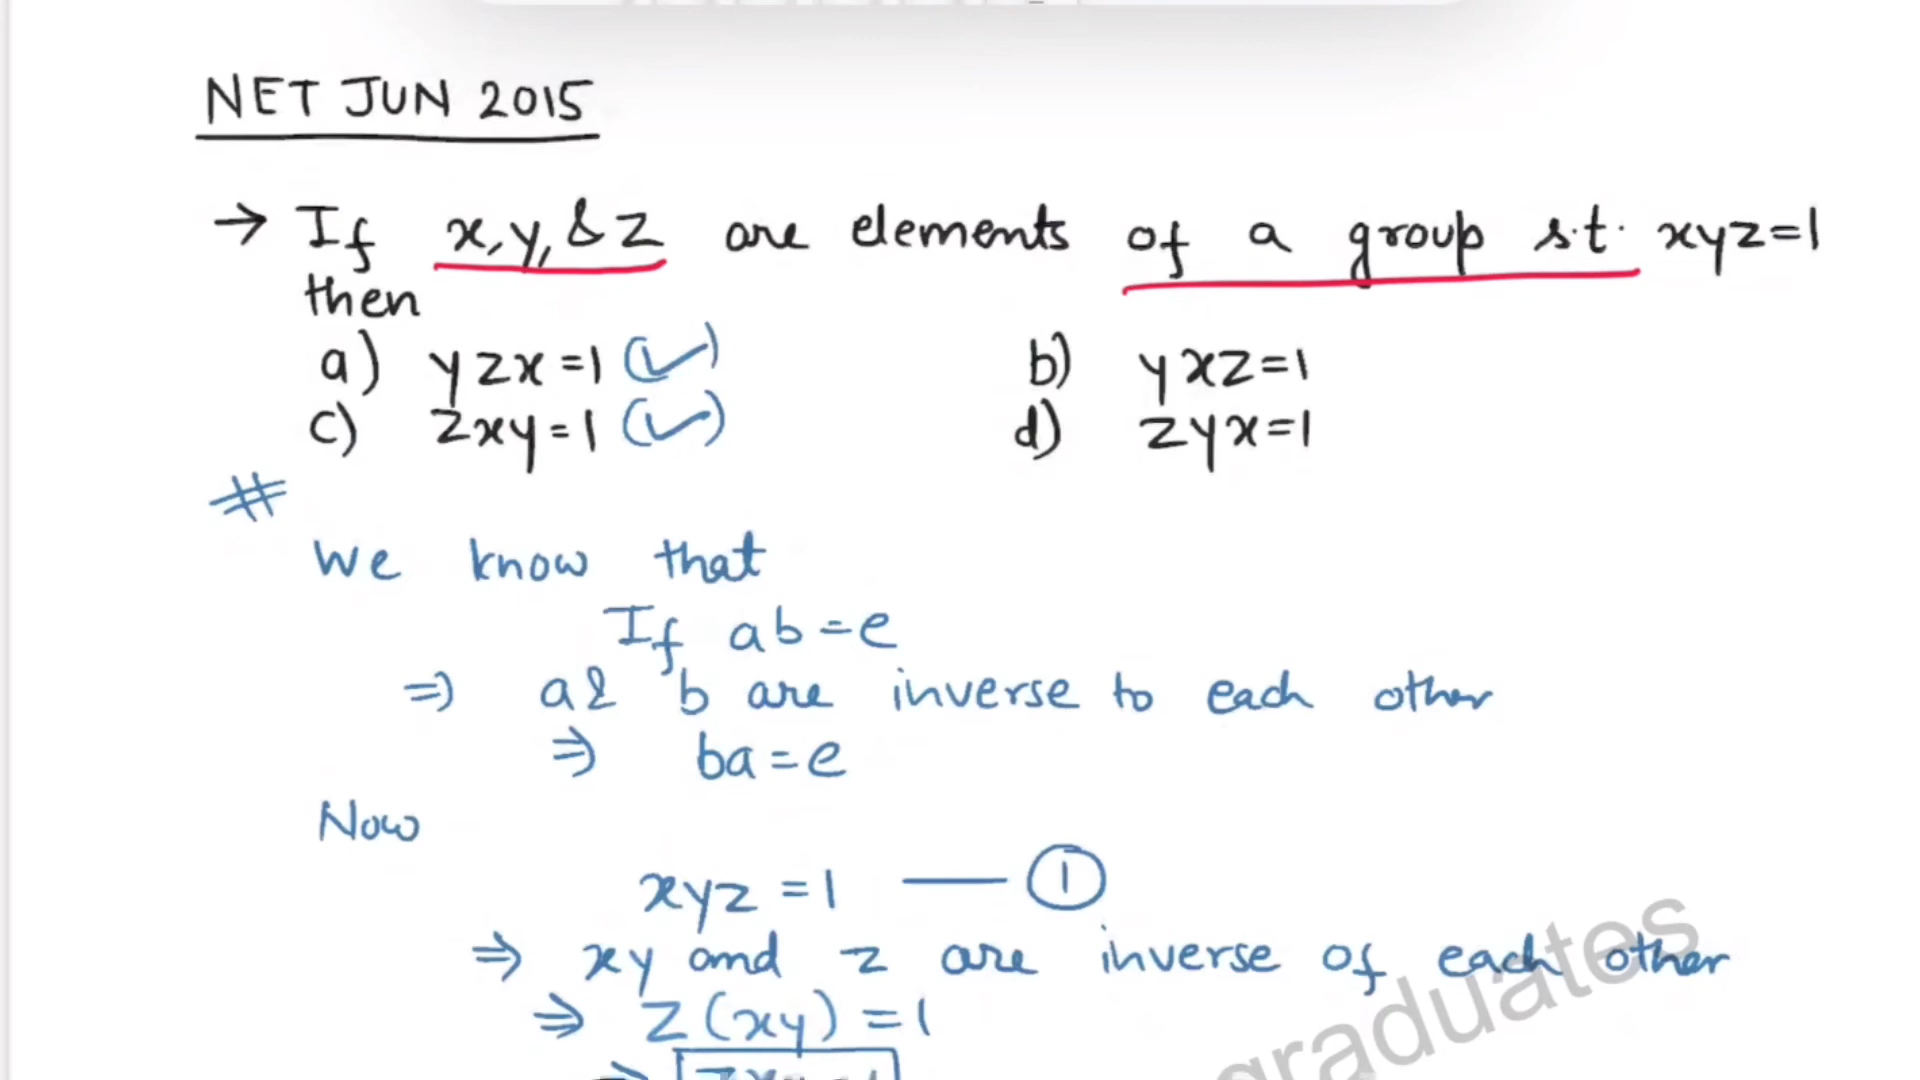 NET JUN 2015
→ If x,y,&z are elements of a group s.t. xyz=1
then
a) yzx=1 (✓) b) yxz=1
c) zxy=1 (✓) d) zyx=1
#
We know that
If ab=e
⇒ a & b are inverse to each other
⇒ ba=e
Now
xyz=1 —— ①
⇒ xy and z are inverse of each other
⇒ z(xy)=1
graduates